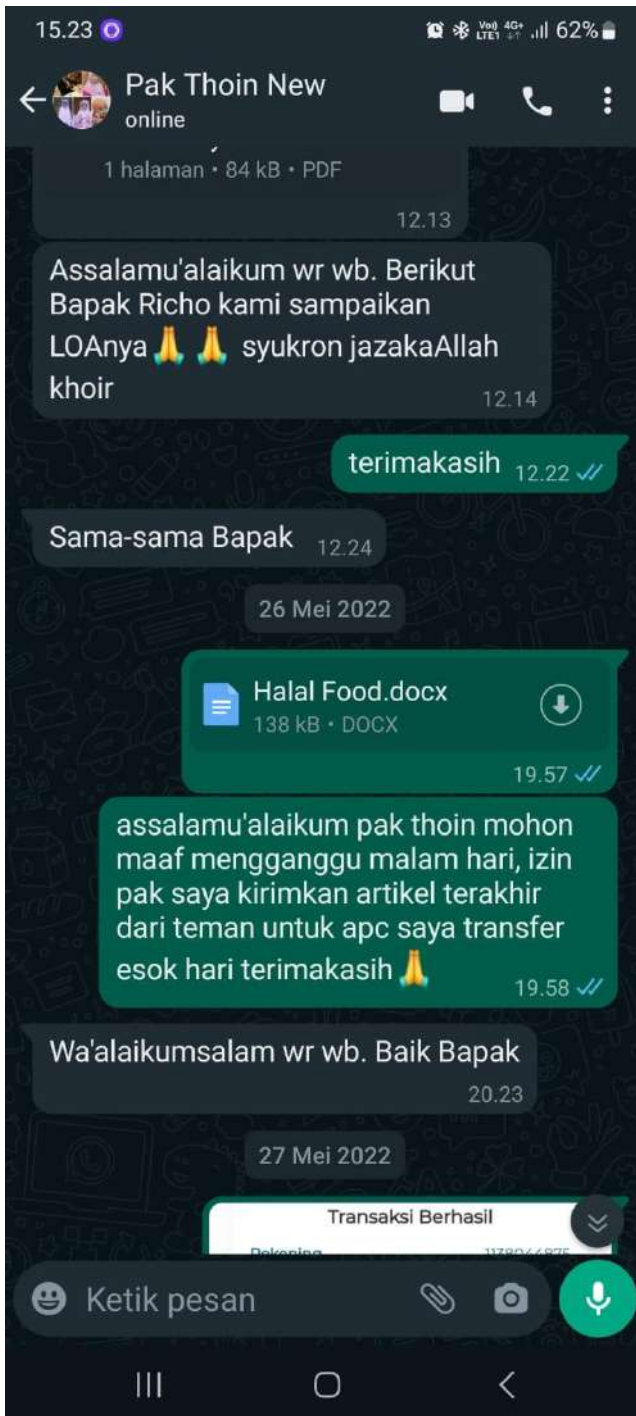 15.23
Voo) 4G+ LTE1 62%
Pak Thoin New
online
1 halaman • 84 kB • PDF
12.13
Assalamu'alaikum wr wb. Berikut
Bapak Richo kami sampaikan
LOAnya🙏 🙏 syukron jazakaAllah
khoir
12.14
terimakasih 12.22
Sama-sama Bapak 12.24
26 Mei 2022
Halal Food.docx
138 kB • DOCX
19.57
assalamu'alaikum pak thoin mohon
maaf mengganggu malam hari, izin
pak saya kirimkan artikel terakhir
dari teman untuk apc saya transfer
esok hari terimakasih🙏
19.58
Wa'alaikumsalam wr wb. Baik Bapak
20.23
27 Mei 2022
Transaksi Berhasil
Rekening
Ketik pesan